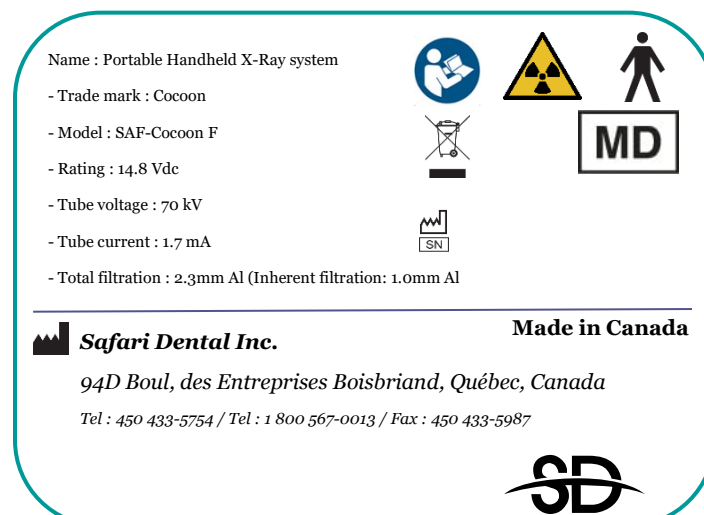 Name : Portable Handheld X-Ray system
- Trade mark : Cocoon
- Model : SAF-Cocoon F
- Rating : 14.8 Vdc
- Tube voltage : 70 kV
- Tube current : 1.7 mA
- Total filtration : 2.3mm Al (Inherent filtration: 1.0mm Al
MD
SN
Made in Canada
Safari Dental Inc.
94D Boul, des Entreprises Boisbriand, Québec, Canada
Tel : 450 433-5754 / Tel : 1 800 567-0013 / Fax : 450 433-5987
SD